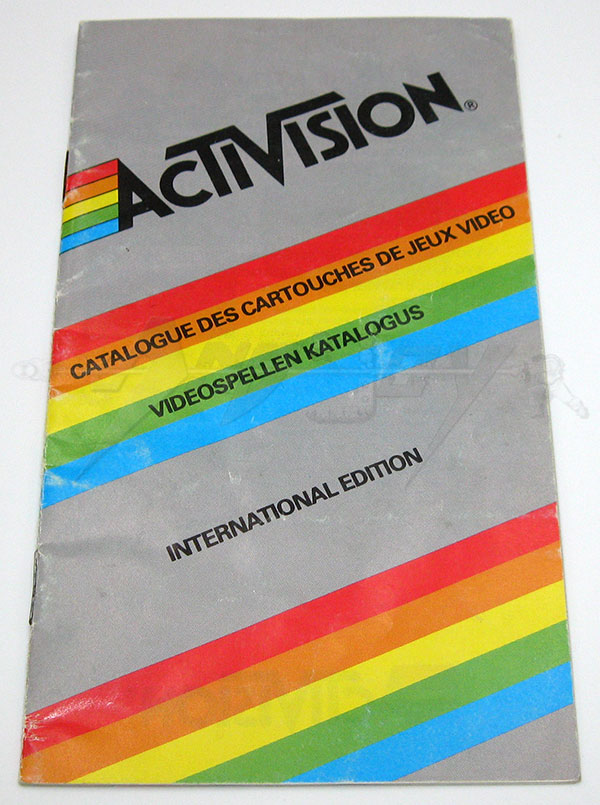 ACTIVISION®
CATALOGUE DES CARTOUCHES DE JEUX VIDEO
VIDEOSPELLEN KATALOGUS
INTERNATIONAL EDITION